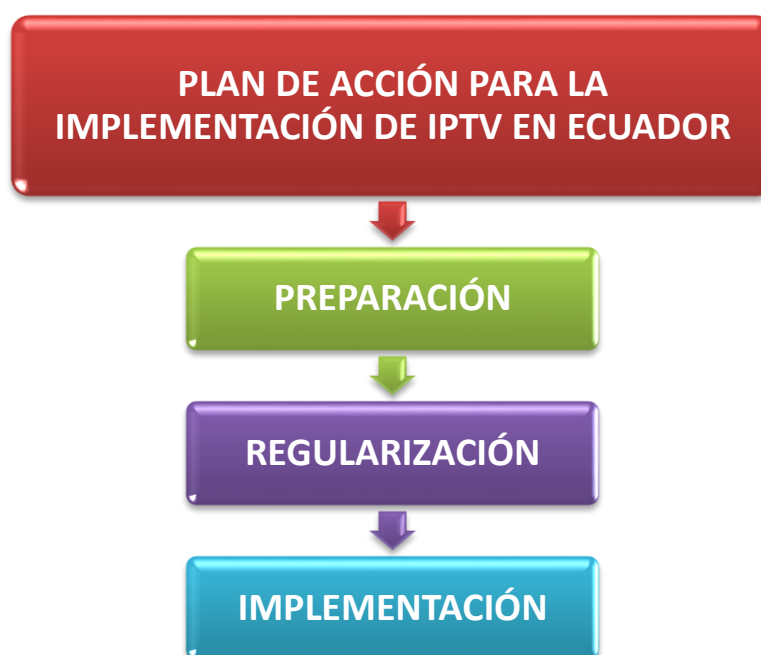 PLAN DE ACCIÓN PARA LA
IMPLEMENTACIÓN DE IPTV EN ECUADOR
PREPARACIÓN
REGULARIZACIÓN
IMPLEMENTACIÓN